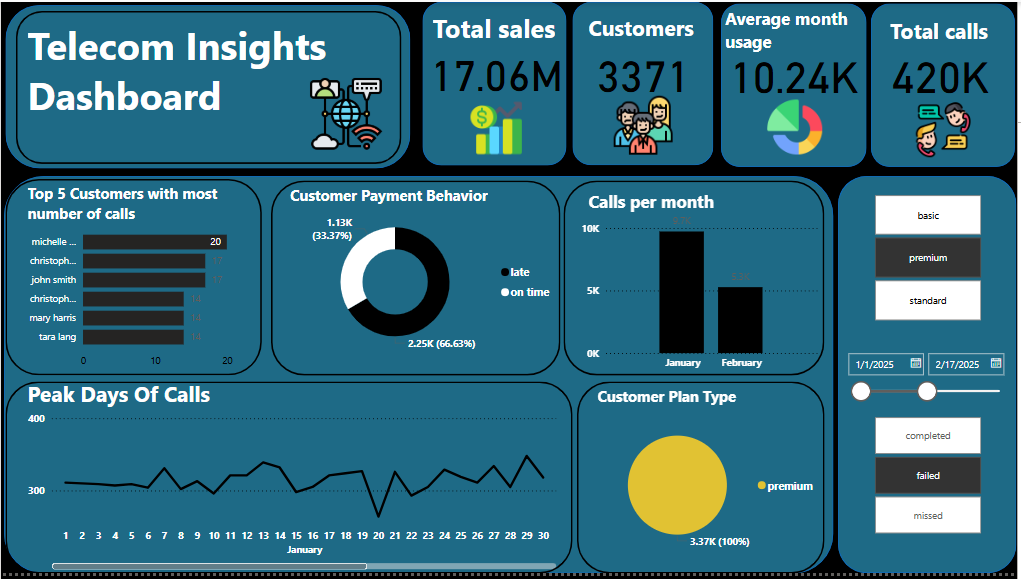 Telecom Insights
Dashboard
Total sales
17.06M
Customers
3371
Average month
usage
10.24K
Total calls
420K
Top 5 Customers with most
number of calls
michelle ...
20
christoph...
17
john smith
17
christoph...
14
mary harris
14
tara lang
14
0 10 20
Customer Payment Behavior
1.13K
(33.37%)
late
on time
2.25K (66.63%)
Calls per month
10K
5K
0K
January February
basic
premium
standard
1/1/2025 2/17/2025
completed
failed
missed
Peak Days Of Calls
400
300
1 2 3 4 5 6 7 8 9 10 11 12 13 14 15 16 17 18 19 20 21 22 23 24 25 26 27 28 29 30
January
Customer Plan Type
premium
3.37K (100%)